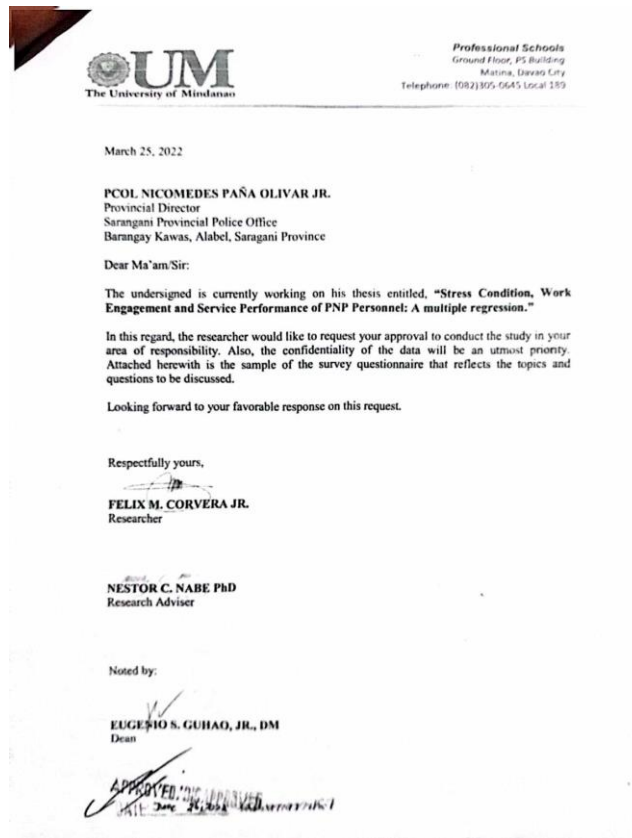 UM
The University of Mindanao
Professional Schools
Ground Floor, PS Building
Matina, Davao City
Telephone: (082)305-0645 Local 189
March 25, 2022
PCOL NICOMEDES PAÑA OLIVAR JR.
Provincial Director
Sarangani Provincial Police Office
Barangay Kawas, Alabel, Saragani Province
Dear Ma'am/Sir:
The undersigned is currently working on his thesis entitled, "Stress Condition, Work
Engagement and Service Performance of PNP Personnel: A multiple regression."
In this regard, the researcher would like to request your approval to conduct the study in your
area of responsibility. Also, the confidentiality of the data will be an utmost priority.
Attached herewith is the sample of the survey questionnaire that reflects the topics and
questions to be discussed.
Looking forward to your favorable response on this request.
Respectfully yours,
FELIX M. CORVERA JR.
Researcher
NESTOR C. NABE PhD
Research Adviser
Noted by:
EUGENIO S. GUHAO, JR., DM
Dean
APPROVED/DISAPPROVED
DATE